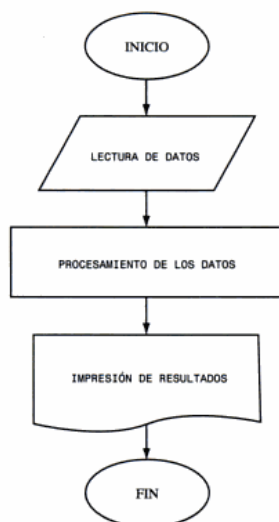 INICIO
LECTURA DE DATOS
PROCESAMIENTO DE LOS DATOS
IMPRESIÓN DE RESULTADOS
FIN